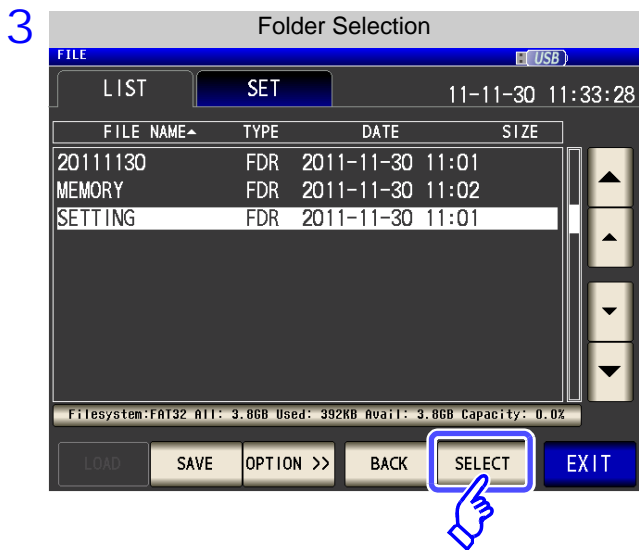 3
Folder Selection
FILE USB
LIST SET 11-11-30 11:33:28
FILE NAME▲ TYPE DATE SIZE
20111130 FDR 2011-11-30 11:01
MEMORY FDR 2011-11-30 11:02
SETTING FDR 2011-11-30 11:01
Filesystem:FAT32 All: 3.8GB Used: 392KB Avail: 3.8GB Capacity: 0.0%
LOAD SAVE OPTION >> BACK SELECT EXIT